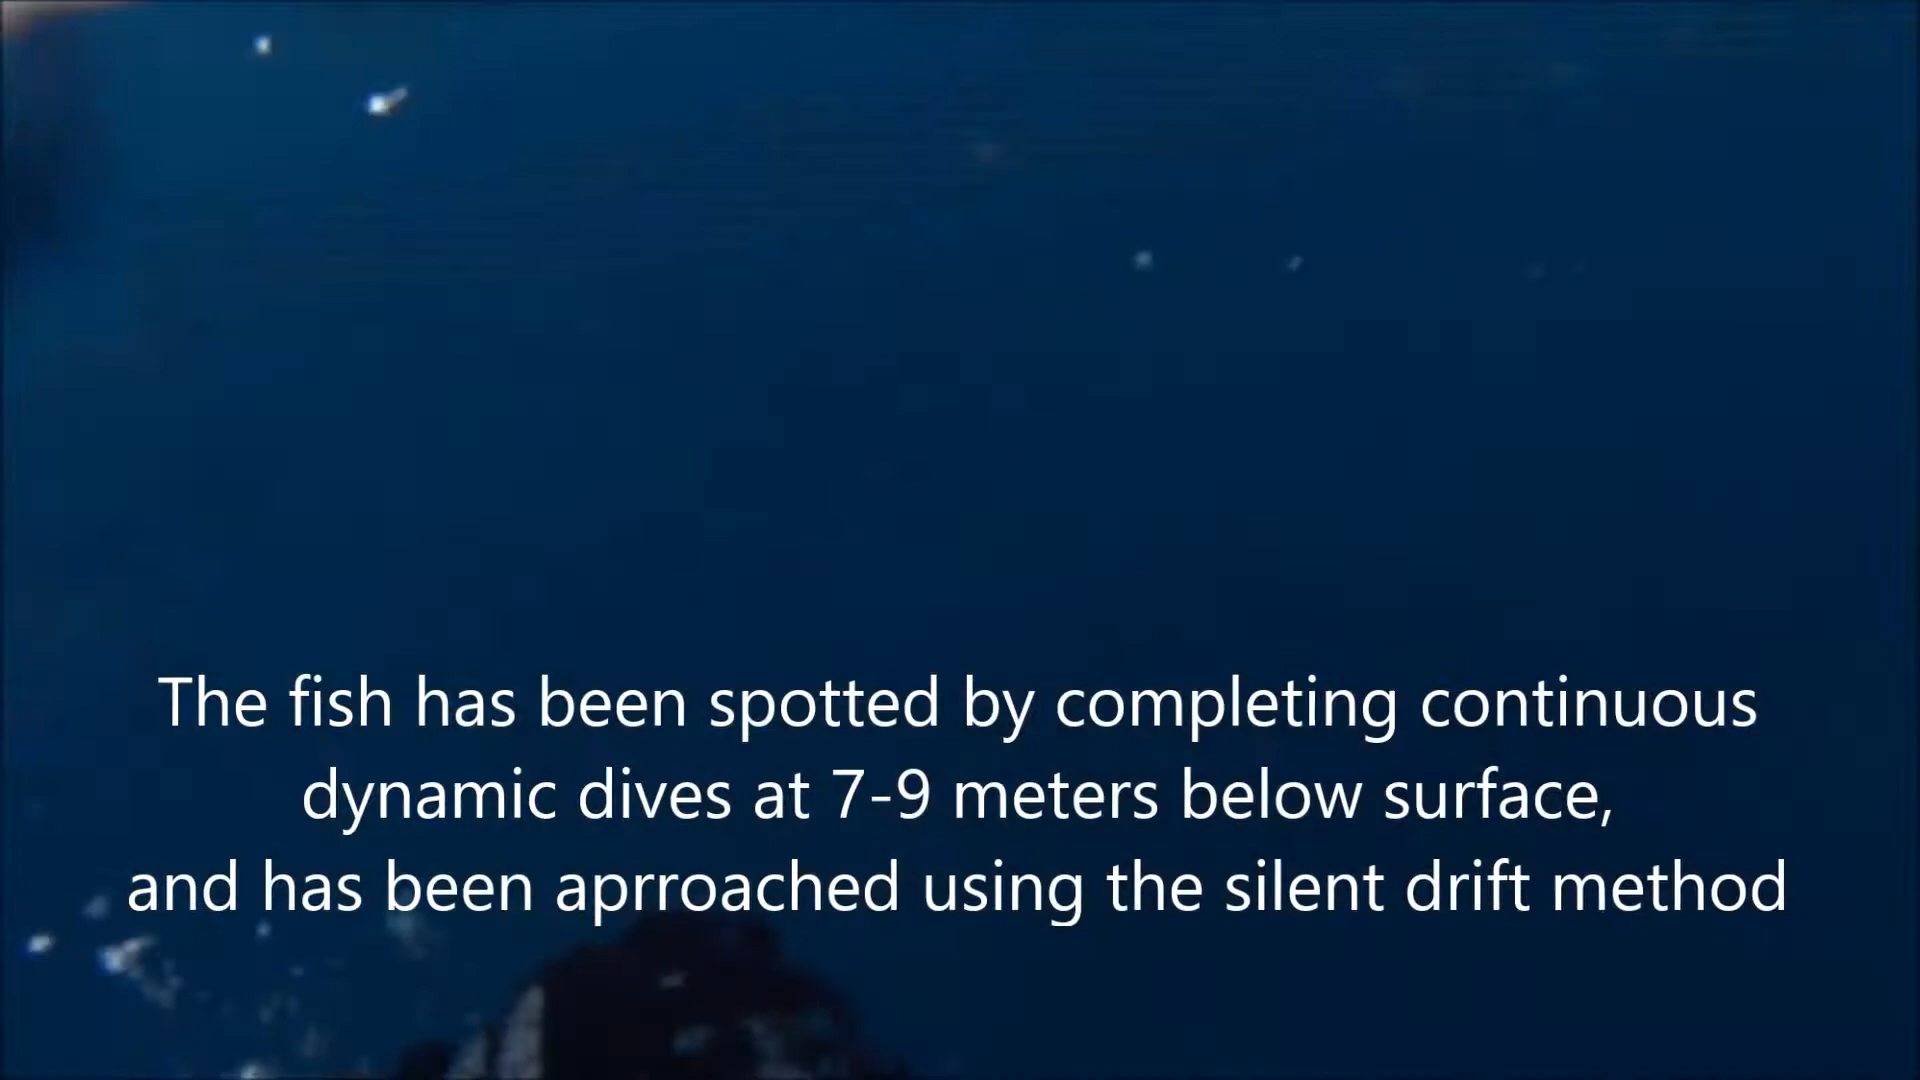 The fish has been spotted by completing continuous
dynamic dives at 7-9 meters below surface,
and has been aprroached using the silent drift method